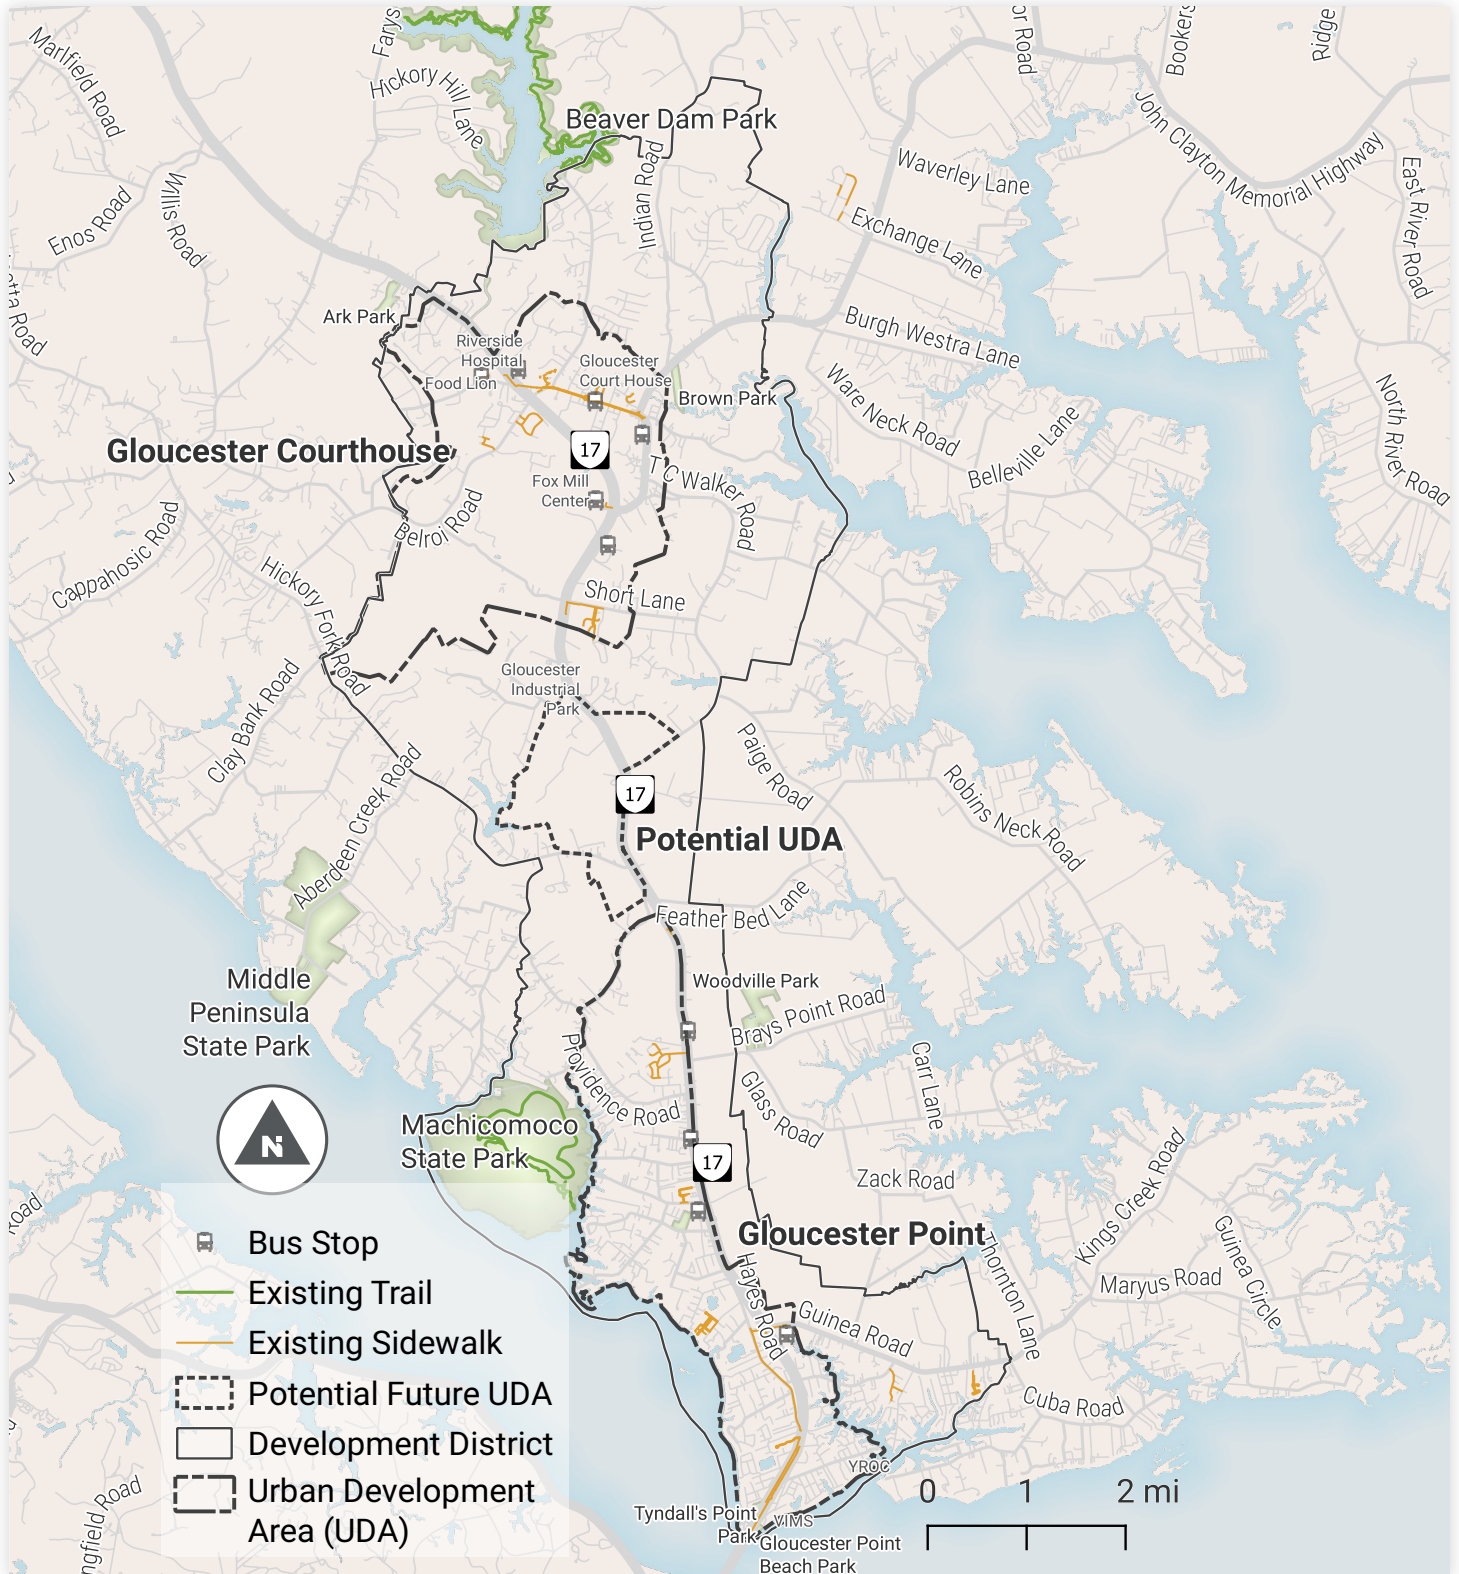 Marlfield Road
Farys
or Road
Bookers
Ridge
Hickory Hill Lane
Beaver Dam Park
John Clayton Memorial Highway
Waverley Lane
East River Road
Enos Road
Wills Road
Indian Road
Exchange Lane
etta Road
Ark Park
Riverside
Hospital
Food Lion
Gloucester
Court House
Burgh Westra Lane
Brown Park
Ware Neck Road
Belleville Lane
North River Road
Gloucester Courthouse
17
T C Walker Road
Fox Mill
Center
Belroi Road
Cappahosic Road
Hickory Fork Road
Short Lane
Gloucester
Industrial
Park
Clay Bank Road
Paige Road
Robins Neck Road
17
Potential UDA
Aberdeen Creek Road
Feather Bed Lane
Middle
Peninsula
State Park
Woodville Park
Brays Point Road
Providence Road
Carr Lane
Glass Road
N
Machicomoco
State Park
17
Zack Road
Kings Creek Road
Road
Gloucester Point
Guinea Circle
Thornton Lane
Maryus Road
Hayes Road
Guinea Road
Cuba Road
Bus Stop
Existing Trail
Existing Sidewalk
Potential Future UDA
Development District
Urban Development
Area (UDA)
ngfield Road
YROC
0 1 2 mi
Tyndall's Point
Park
VIMS
Gloucester Point
Beach Park